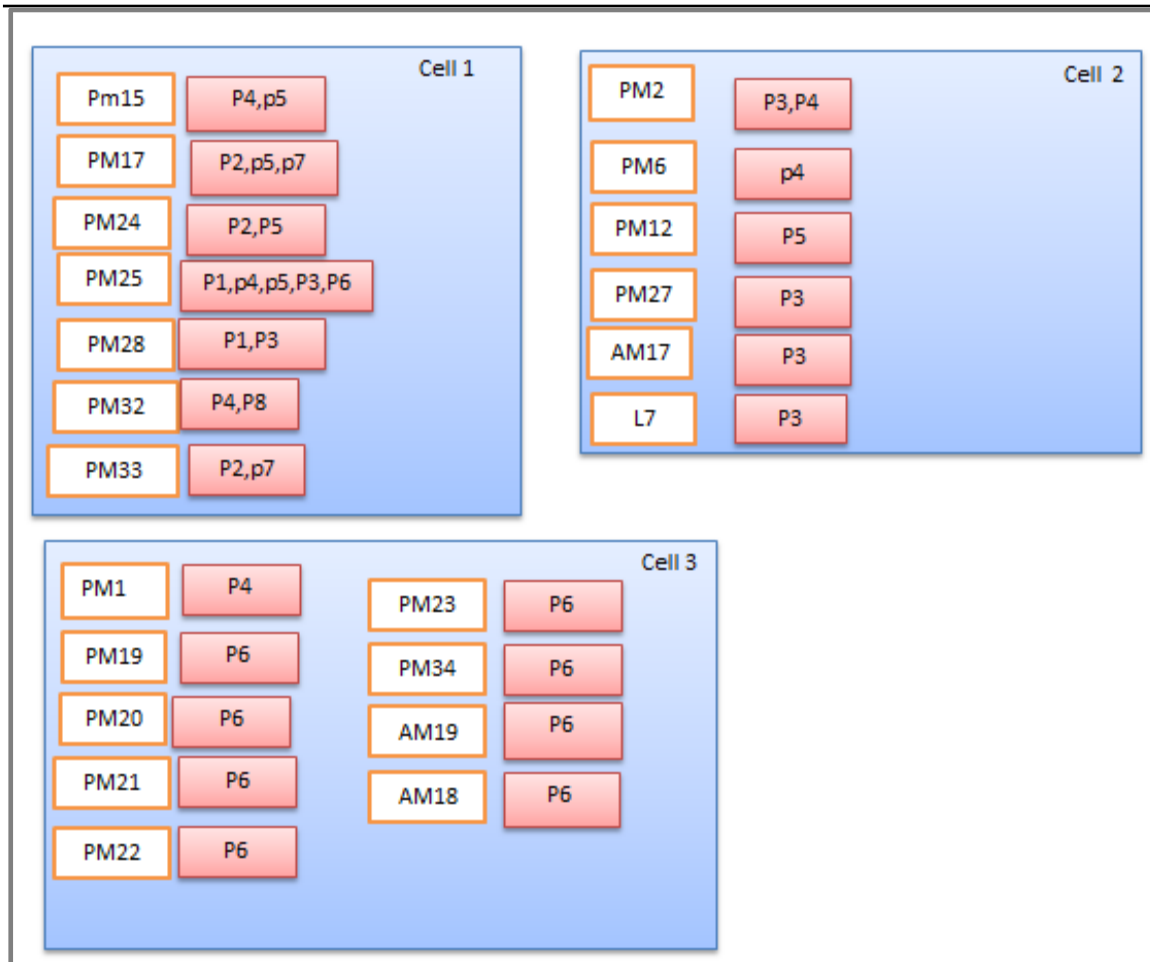 Cell 1
Pm15 P4,p5
PM17 P2,p5,p7
PM24 P2,P5
PM25 P1,p4,p5,P3,P6
PM28 P1,P3
PM32 P4,P8
PM33 P2,p7
Cell 2
PM2 P3,P4
PM6 p4
PM12 P5
PM27 P3
AM17 P3
L7 P3
Cell 3
PM1 P4
PM19 P6
PM20 P6
PM21 P6
PM22 P6
PM23 P6
PM34 P6
AM19 P6
AM18 P6